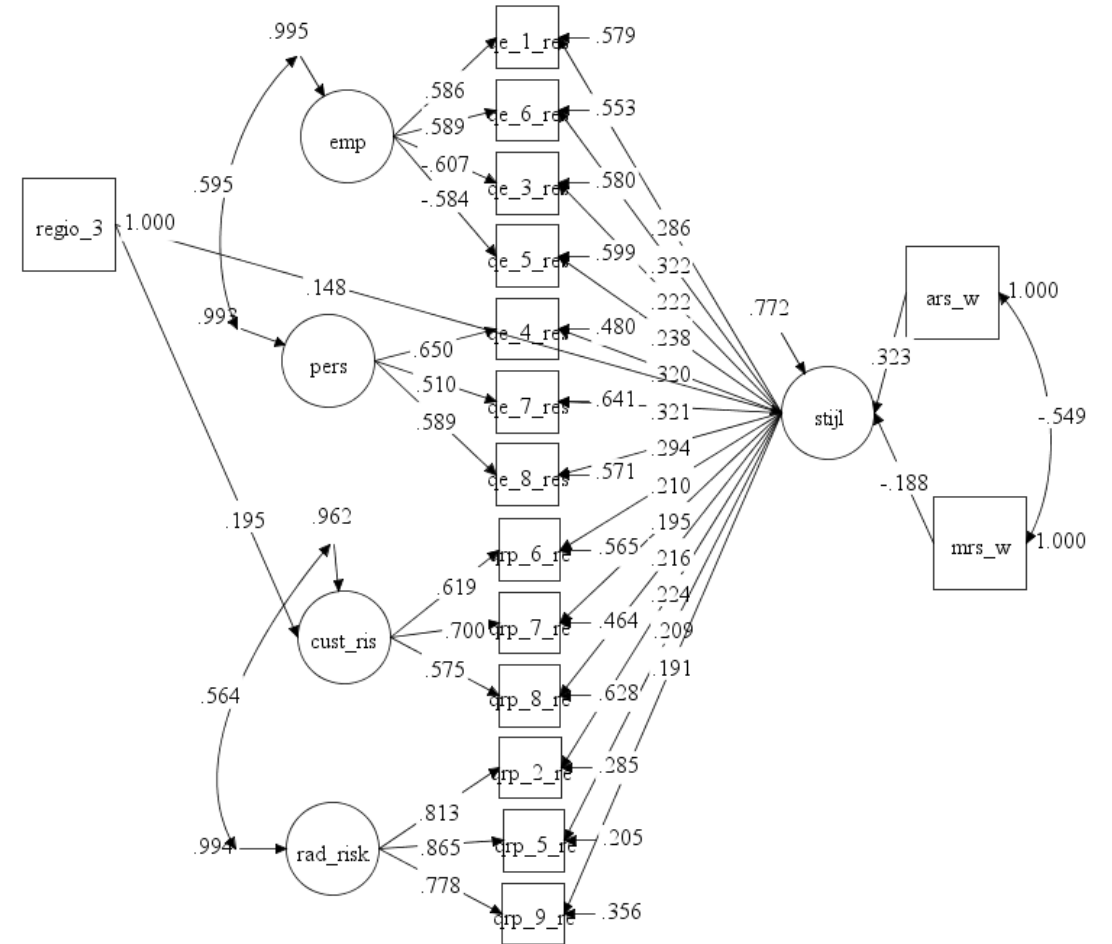 .995
emp
.595
regio_3
1.000
.148
pers
.195
.962
cust_ris
.564
.994
rad_risk
.586
.589
-.607
-.584
.650
.510
.589
.619
.700
.575
.813
.865
.778
qe_1_res
qe_6_res
qe_3_res
qe_5_res
qe_4_res
qe_7_res
qe_8_res
qrp_6_re
qrp_7_re
qrp_8_re
qrp_2_re
qrp_5_re
qrp_9_re
.579
.553
.580
.599
.480
.641
.571
.565
.464
.628
.285
.205
.356
.286
.322
.222
.238
.320
.321
.294
.210
.195
.216
.224
.209
.191
.772
stijl
.323
-.188
ars_w
1.000
-.549
mrs_w
1.000